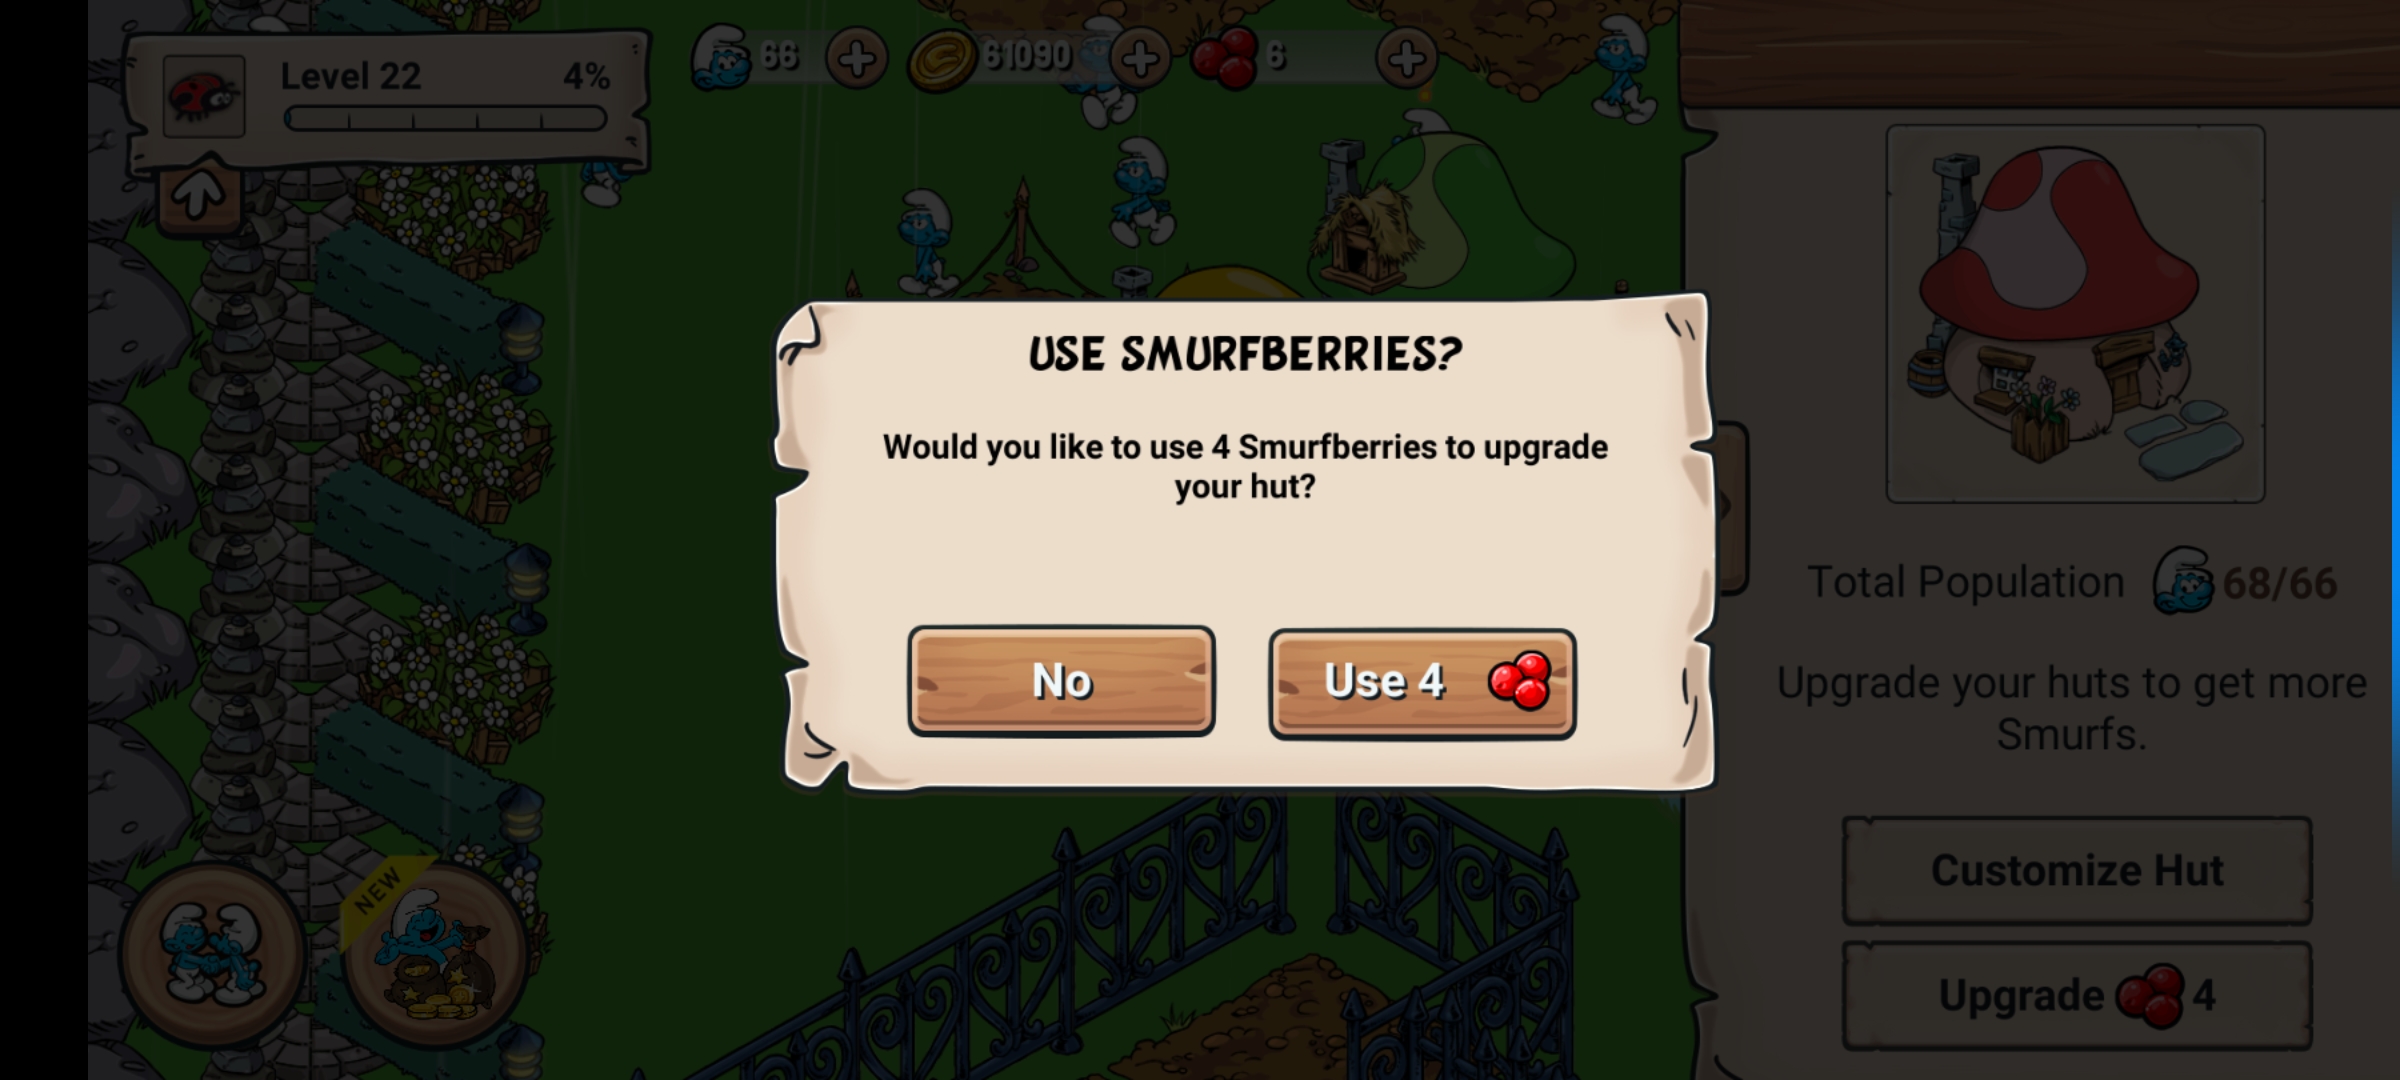 Level 22 4%
66
61090
6
USE SMURFBERRIES?
Would you like to use 4 Smurfberries to upgrade
your hut?
No
Use 4
Total Population 68/66
Upgrade your huts to get more
Smurfs.
Customize Hut
Upgrade 4
NEW